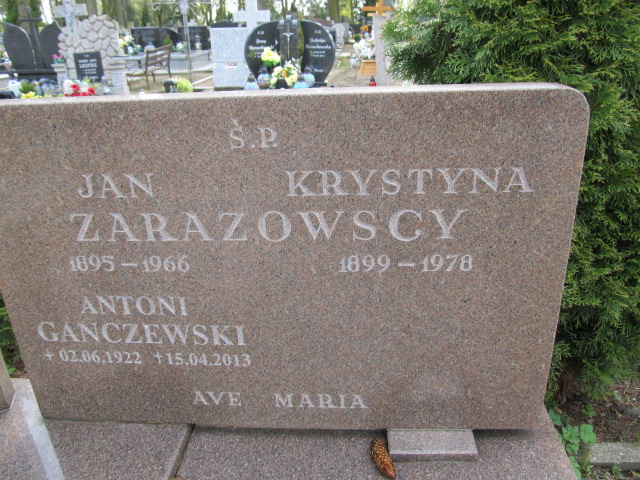 Ś.P.
JAN KRYSTYNA
ZARAZOWSCY
1895 – 1966 1899 – 1978
ANTONI
GANCZEWSKI
+ 02.06.1922 +15.04.2013
AVE MARIA